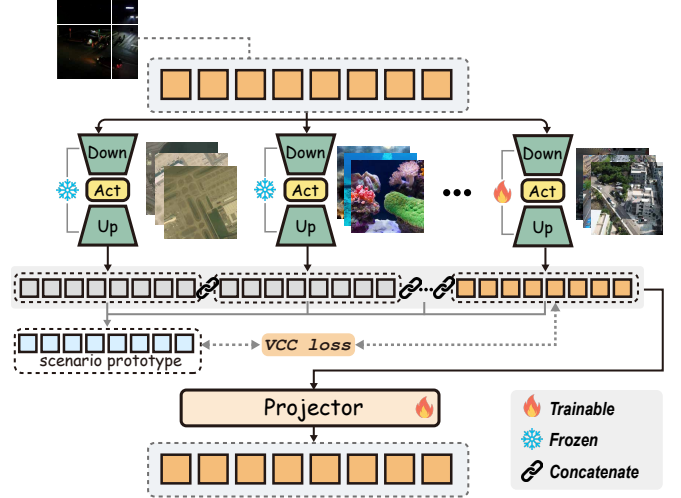 Down
Act
Up
Down
Act
Up
Down
Act
Up
scenario prototype
VCC loss
Projector
Trainable
Frozen
Concatenate